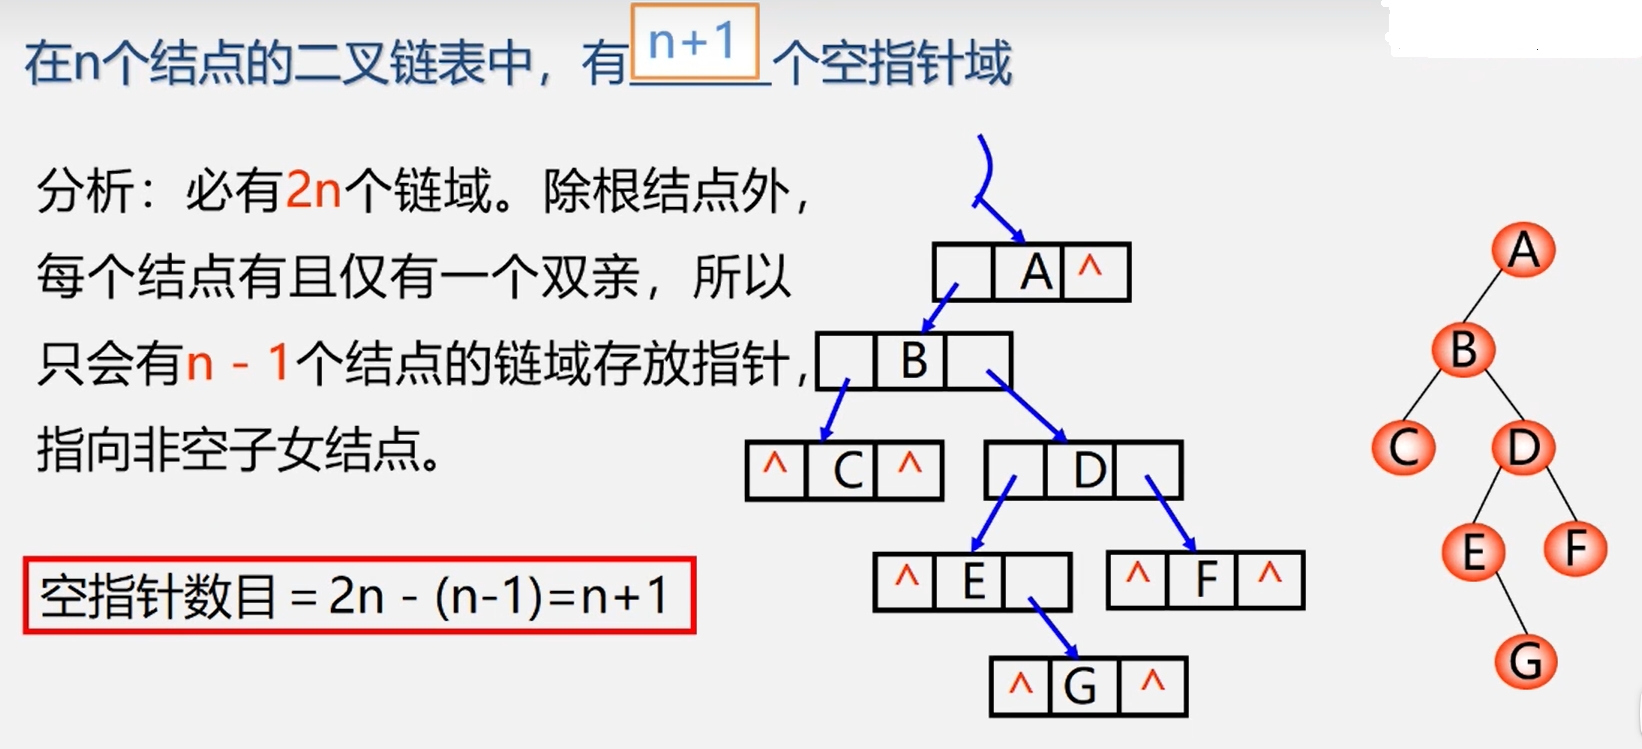 在n个结点的二叉链表中，有 n+1 个空指针域
分析：必有2n个链域。除根结点外，
每个结点有且仅有一个双亲，所以
只会有n - 1个结点的链域存放指针，
指向非空子女结点。
空指针数目 = 2n - (n-1)=n+1
A ^
B
^ C ^
D
^ E
^ F ^
^ G ^
A
B
C
D
E
F
G